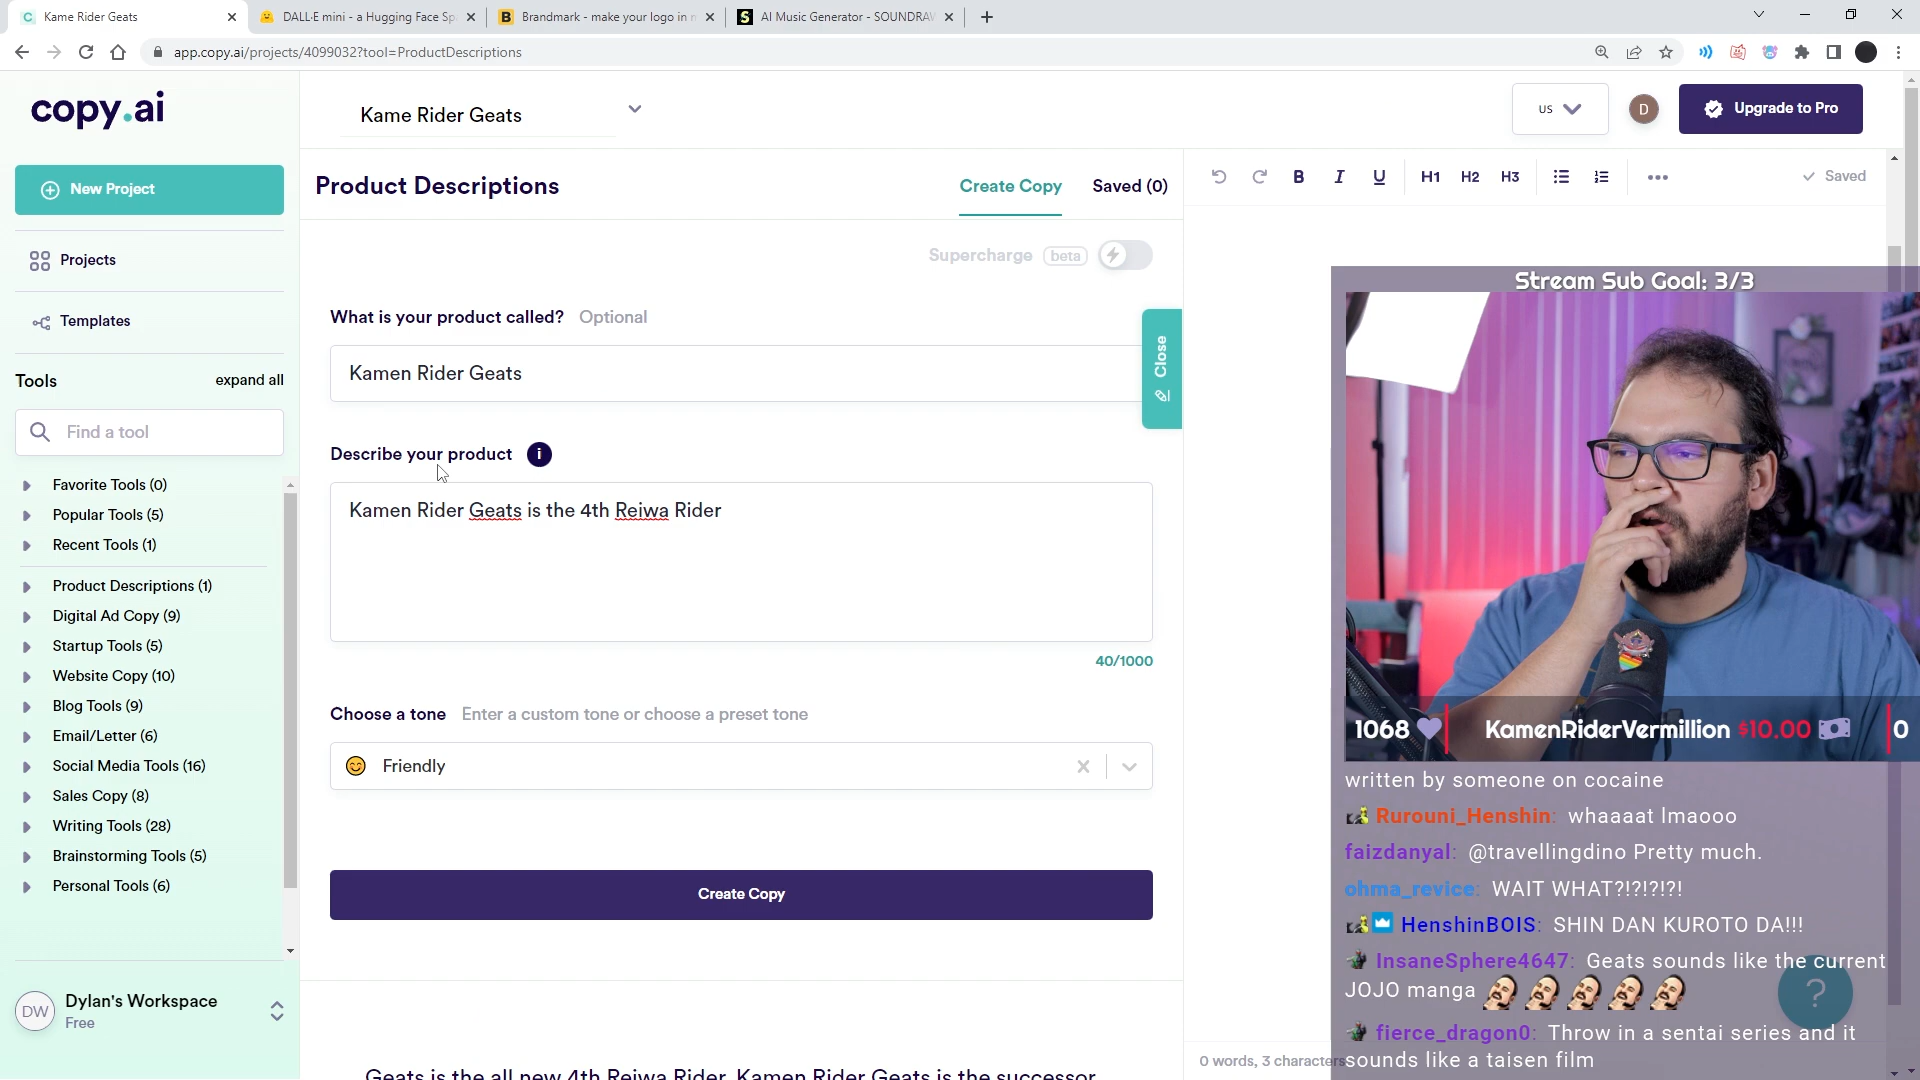 Kame Rider Geats
DALL·E mini - a Hugging Face Sp
Brandmark - make your logo in
AI Music Generator - SOUNDRAW
app.copy.ai/projects/4099032?tool=ProductDescriptions
copy.ai
Kame Rider Geats
US
D
Upgrade to Pro
New Project
Projects
Templates
Tools
expand all
Find a tool
Favorite Tools (0)
Popular Tools (5)
Recent Tools (1)
Product Descriptions (1)
Digital Ad Copy (9)
Startup Tools (5)
Website Copy (10)
Blog Tools (9)
Email/Letter (6)
Social Media Tools (16)
Sales Copy (8)
Writing Tools (28)
Brainstorming Tools (5)
Personal Tools (6)
DW
Dylan's Workspace
Free
Product Descriptions
Create Copy
Saved (0)
Supercharge beta
What is your product called? Optional
Kamen Rider Geats
Close
Describe your product i
Kamen Rider Geats is the 4th Reiwa Rider
40/1000
Choose a tone Enter a custom tone or choose a preset tone
Friendly
Create Copy
Geats is the all new 4th Reiwa Rider. Kamen Rider Geats is the successor
B I U H1 H2 H3
Saved
0 words, 3 characters
Stream Sub Goal: 3/3
1068 KamenRiderVermillion $10.00 0
written by someone on cocaine
Rurouni_Henshin: whaaaat lmaooo
faizdanyal: @travellingdino Pretty much.
ohma_revice: WAIT WHAT?!?!?!?!
HenshinBOIS: SHIN DAN KUROTO DA!!!
InsaneSphere4647: Geats sounds like the current
JOJO manga
fierce_dragon0: Throw in a sentai series and it
sounds like a taisen film
?